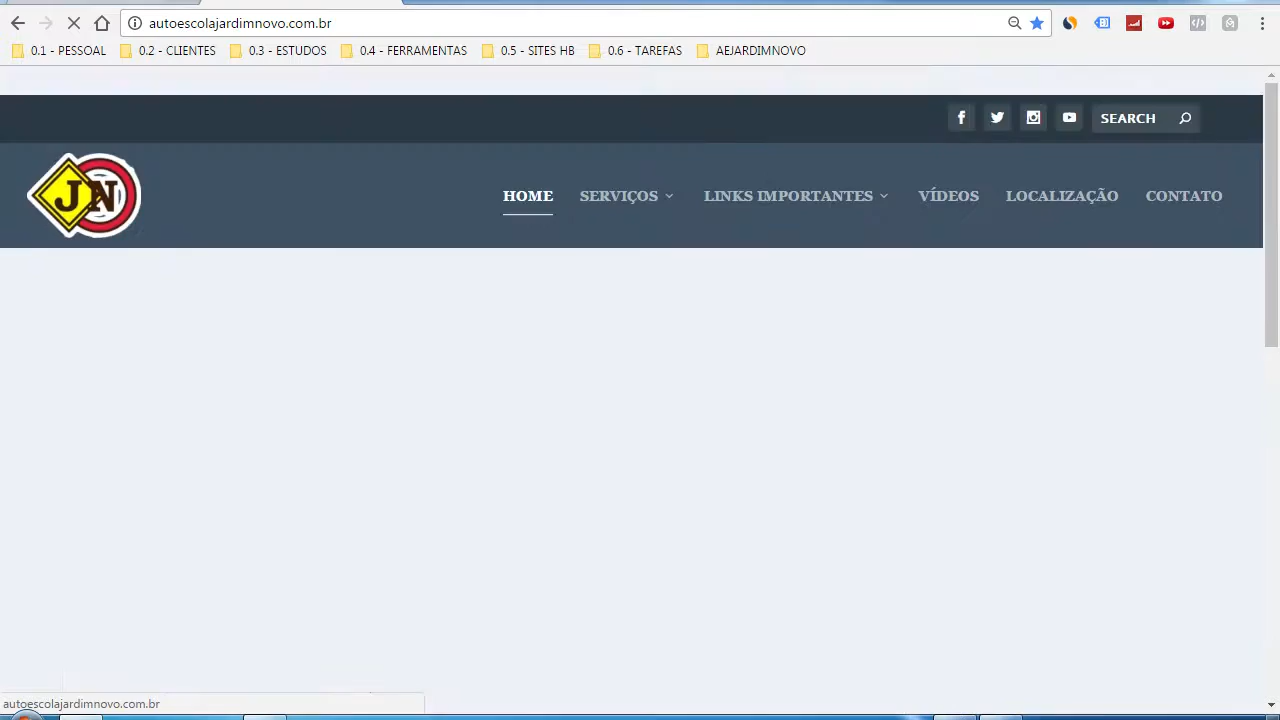 autoescolajardimnovo.com.br
0.1 - PESSOAL 0.2 - CLIENTES 0.3 - ESTUDOS 0.4 - FERRAMENTAS 0.5 - SITES HB 0.6 - TAREFAS AEJARDIMNOVO
SEARCH
JN
HOME SERVIÇOS LINKS IMPORTANTES VÍDEOS LOCALIZAÇÃO CONTATO
autoescolajardimnovo.com.br